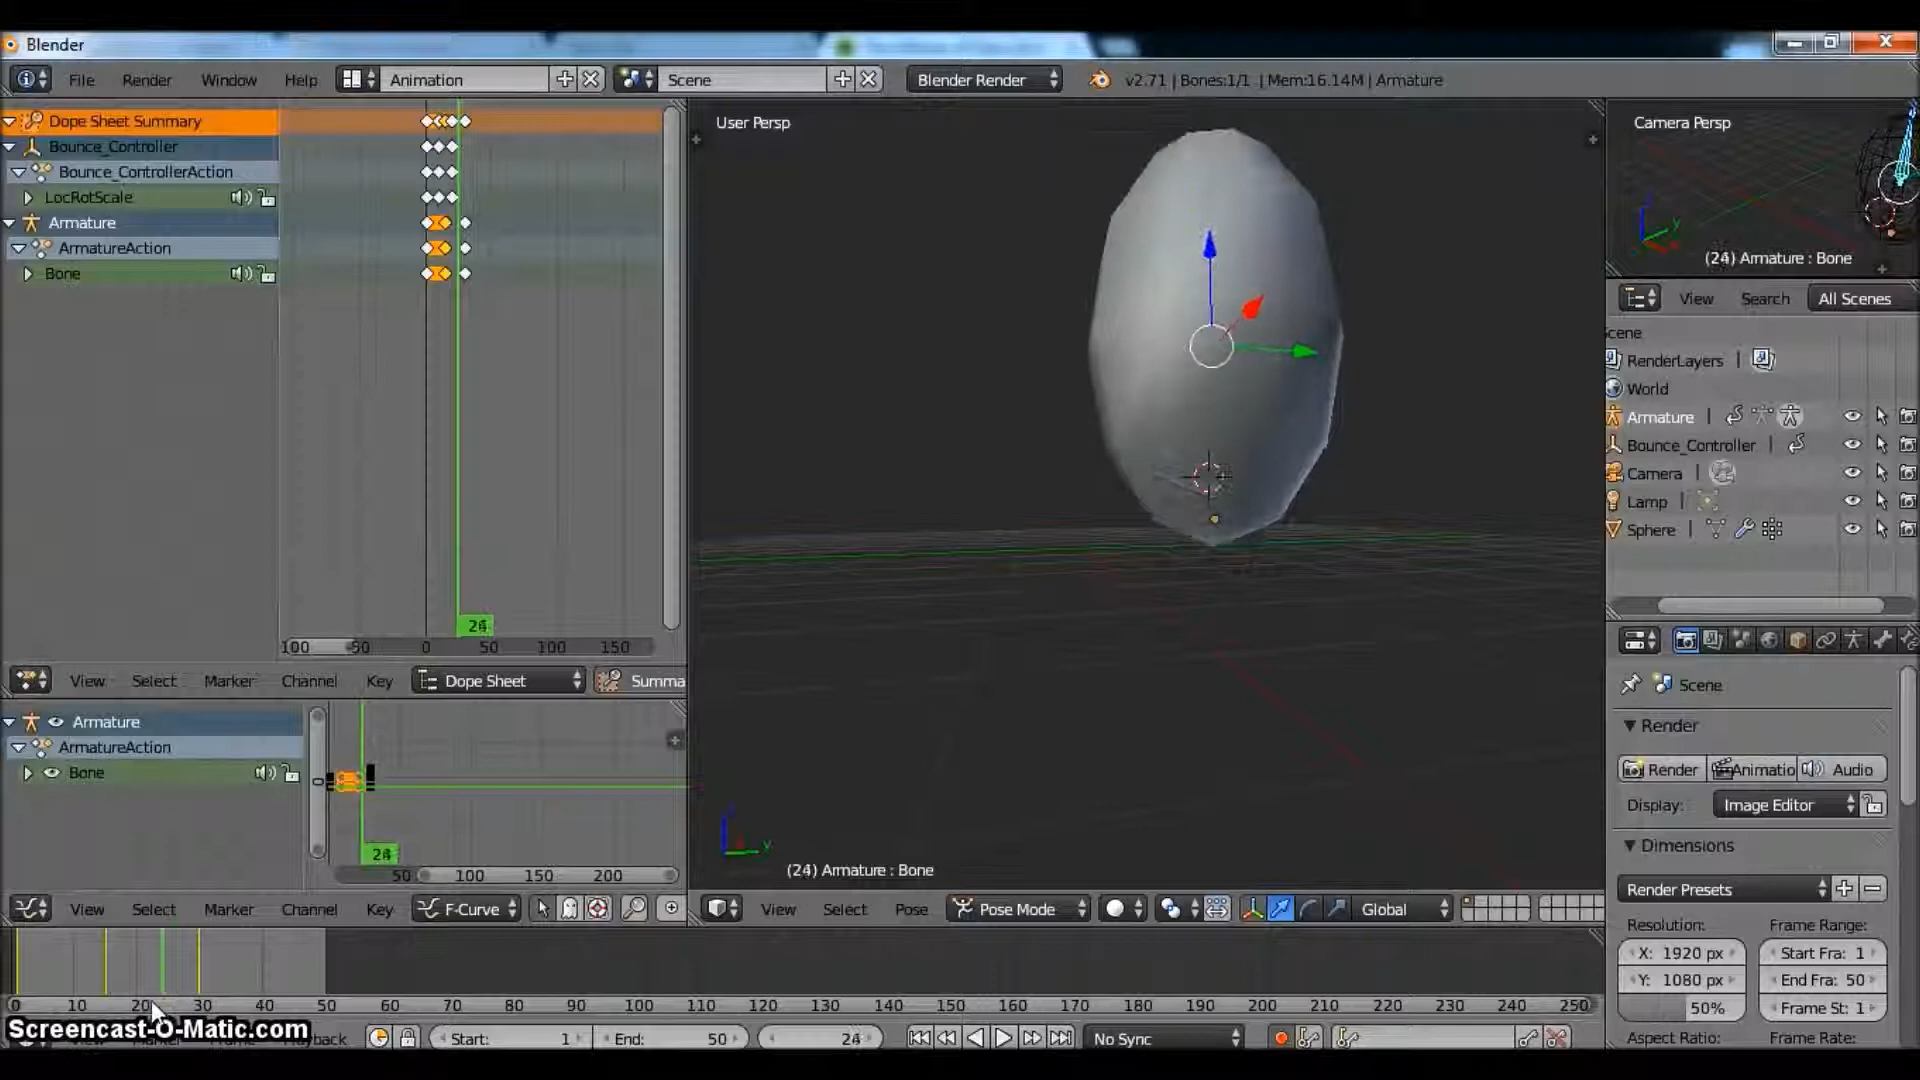 Blender
File Render Window Help Animation Scene Blender Render v2.71 | Bones:1/1 | Mem:16.14M | Armature
Dope Sheet Summary
Bounce_Controller
Bounce_ControllerAction
LocRotScale
Armature
ArmatureAction
Bone
24
100 -50 0 50 100 150
View Select Marker Channel Key Dope Sheet Summa
Armature
ArmatureAction
Bone
24
50 100 150 200
View Select Marker Channel Key F-Curve
User Persp
(24) Armature : Bone
View Select Pose Pose Mode Global
Camera Persp
(24) Armature : Bone
View Search All Scenes
cene
RenderLayers
World
Armature
Bounce_Controller
Camera
Lamp
Sphere
Scene
Render
Render Animatio Audio
Display: Image Editor
Dimensions
Render Presets
Resolution: Frame Range:
X: 1920 px Start Fra: 1
Y: 1080 px End Fra: 50
50% Frame St: 1
Aspect Ratio: Frame Rate:
0 10 20 30 40 50 60 70 80 90 100 110 120 130 140 150 160 170 180 190 200 210 220 230 240 250
Screencast-O-Matic.com
Start: 1 End: 50 24 No Sync